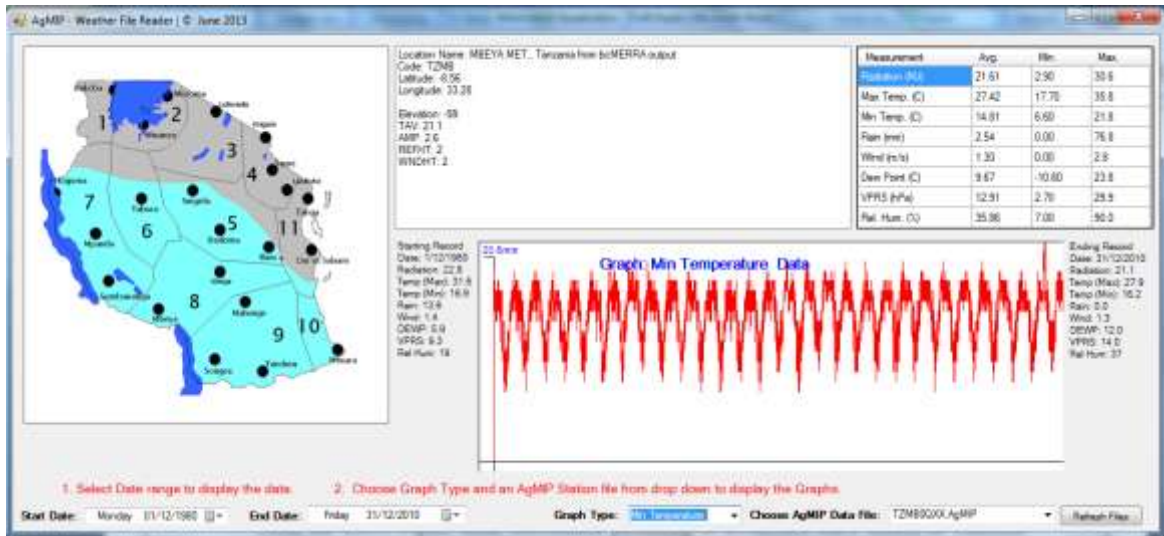 AgMIP - Weather File Reader | © June 2013
Location Name: MBEYA MET., Tanzania from bcMERRA output
Code: TZMB
Latitude: -8.56
Longitude: 33.28
Elevation: -99
TAV: 21.1
AMP: 2.6
REFHT: 2
WNDHT: 2
Measurement Avg. Min. Max.
Radiation (MJ) 21.61 2.90 30.6
Max Temp. (C) 27.42 17.70 35.8
Min Temp. (C) 14.81 6.60 21.8
Rain (mm) 2.54 0.00 76.8
Wind (m/s) 1.30 0.00 2.8
Dew Point (C) 9.67 -10.80 23.8
VPRS (hPa) 12.91 2.70 29.9
Rel. Hum. (%) 35.96 7.00 90.0
1
2
3
4
7
6
5
11
8
9
10
Tabora
Dodoma
Iringa
Mahenge
Mbeya
Songea
Mtwara
Starting Record
Date: 1/12/1980
Radiation: 22.8
Temp (Max): 31.6
Temp (Min): 16.9
Rain: 13.6
Wind: 1.4
DEWP: 5.9
VPRS: 9.3
Rel Hum: 19
Graph: Min Temperature Data
Ending Record
Date: 31/12/2010
Radiation: 21.1
Temp (Max): 27.9
Temp (Min): 16.2
Rain: 0.0
Wind: 1.3
DEWP: 12.0
VPRS: 14.0
Rel Hum: 37
1. Select Date range to display the data. 2. Choose Graph Type and an AgMIP Station file from drop down to display the Graphs.
Start Date: Monday 01/12/1980 End Date: Friday 31/12/2010 Graph Type: Min Temperature Choose AgMIP Data File: TZMB0QXX.AgMIP Refresh Files